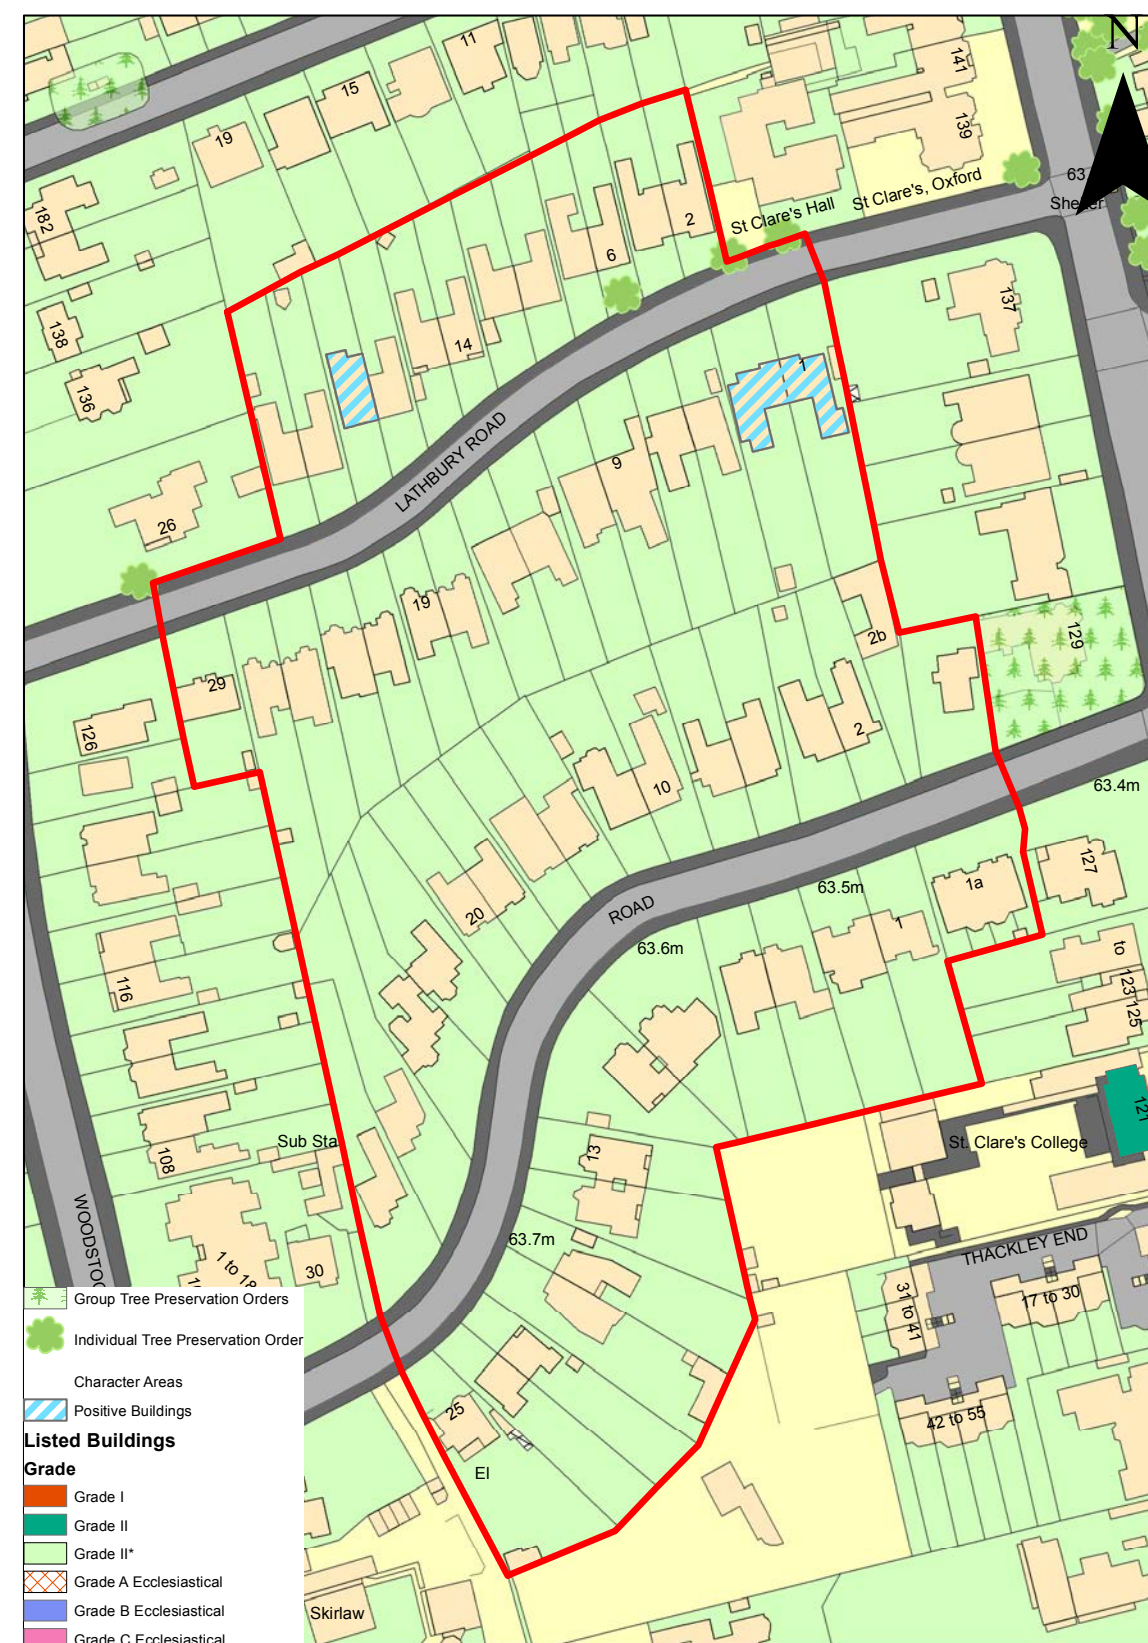 N
11
141
15
139
19
63.
Shelter
St Clare's, Oxford
St Clare's Hall
182
2
6
137
138
14
1
136
LATHBURY ROAD
9
26
19
129
2b
29
126
2
10
63.4m
127
1a
63.5m
20
ROAD
1
63.6m
to
123
125
116
121
Sub Sta
St. Clare's College
13
108
WOODSTOC
63.7m
THACKLEY END
1 to 18
30
31 to 41
17 to 30
25
42 to 55
El
Skirlaw
Group Tree Preservation Orders
Individual Tree Preservation Order
Character Areas
Positive Buildings
Listed Buildings
Grade
Grade I
Grade II
Grade II*
Grade A Ecclesiastical
Grade B Ecclesiastical
Grade C Ecclesiastical